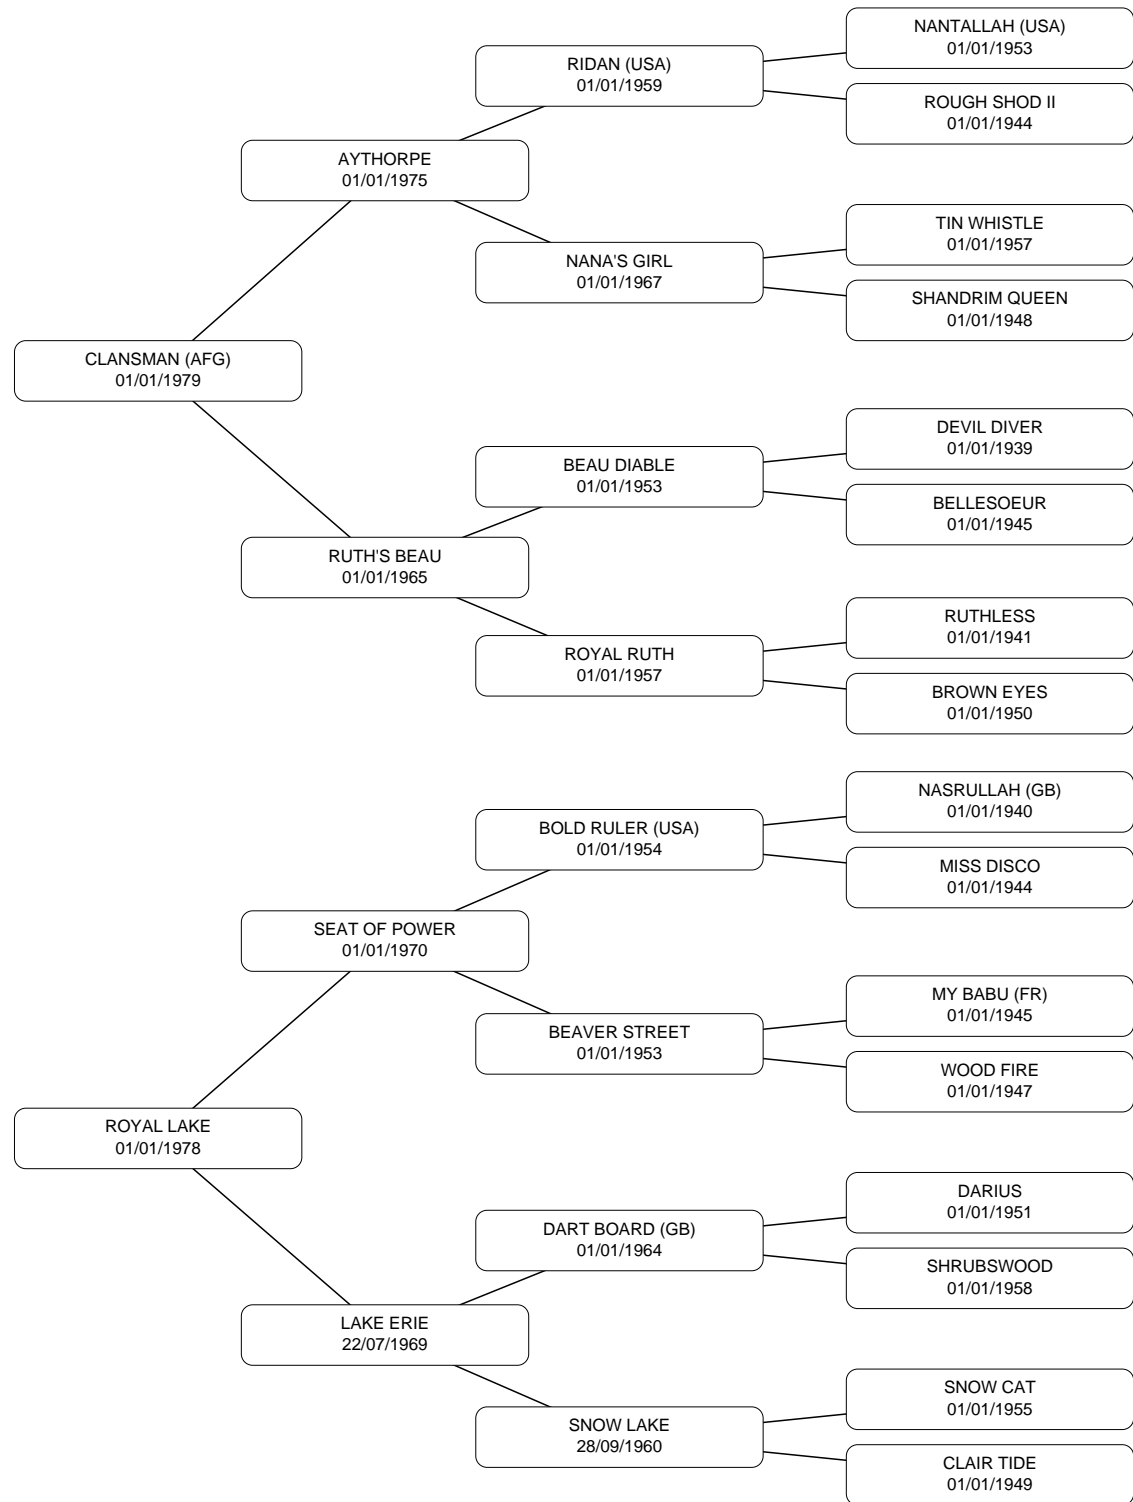 NANTALLAH (USA)
01/01/1953
RIDAN (USA)
01/01/1959
ROUGH SHOD II
01/01/1944
AYTHORPE
01/01/1975
TIN WHISTLE
01/01/1957
NANA'S GIRL
01/01/1967
SHANDRIM QUEEN
01/01/1948
CLANSMAN (AFG)
01/01/1979
DEVIL DIVER
01/01/1939
BEAU DIABLE
01/01/1953
BELLESOEUR
01/01/1945
RUTH'S BEAU
01/01/1965
RUTHLESS
01/01/1941
ROYAL RUTH
01/01/1957
BROWN EYES
01/01/1950
NASRULLAH (GB)
01/01/1940
BOLD RULER (USA)
01/01/1954
MISS DISCO
01/01/1944
SEAT OF POWER
01/01/1970
MY BABU (FR)
01/01/1945
BEAVER STREET
01/01/1953
WOOD FIRE
01/01/1947
ROYAL LAKE
01/01/1978
DARIUS
01/01/1951
DART BOARD (GB)
01/01/1964
SHRUBSWOOD
01/01/1958
LAKE ERIE
22/07/1969
SNOW CAT
01/01/1955
SNOW LAKE
28/09/1960
CLAIR TIDE
01/01/1949